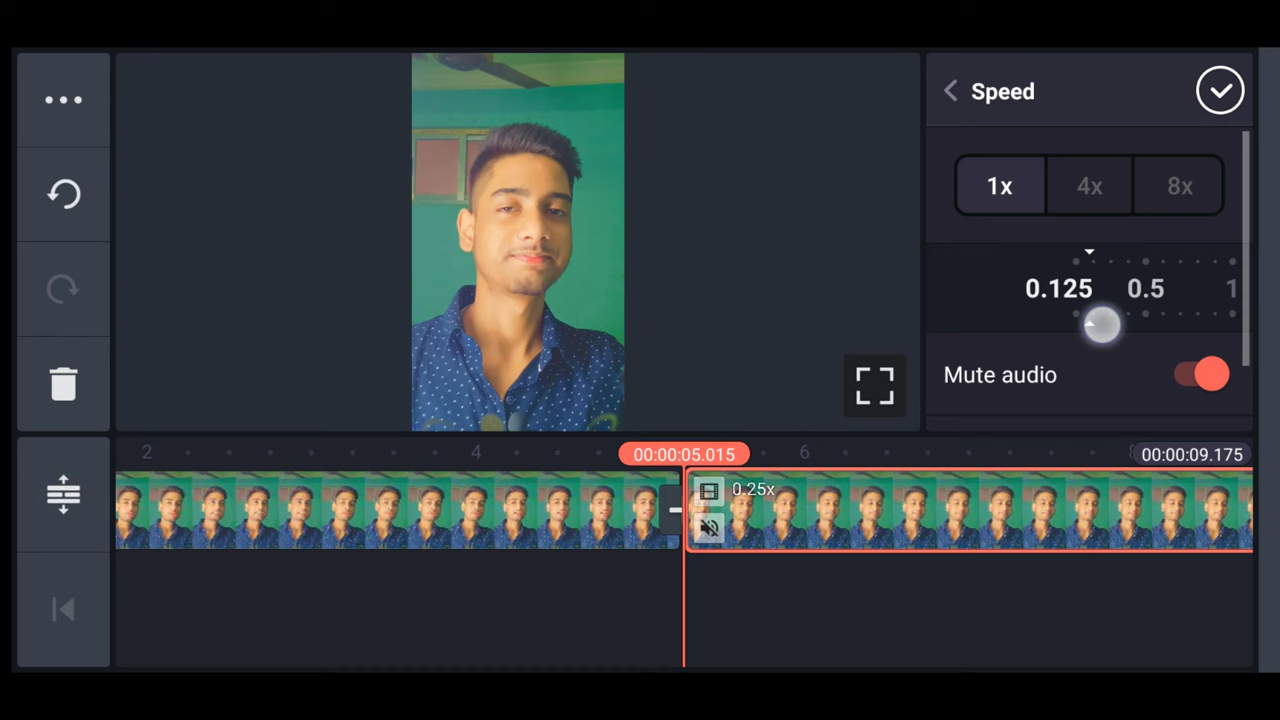 Speed
1x 4x 8x
0.125 0.5 1
Mute audio
2 4 00:00:05.015 6 00:00:09.175
0.25x